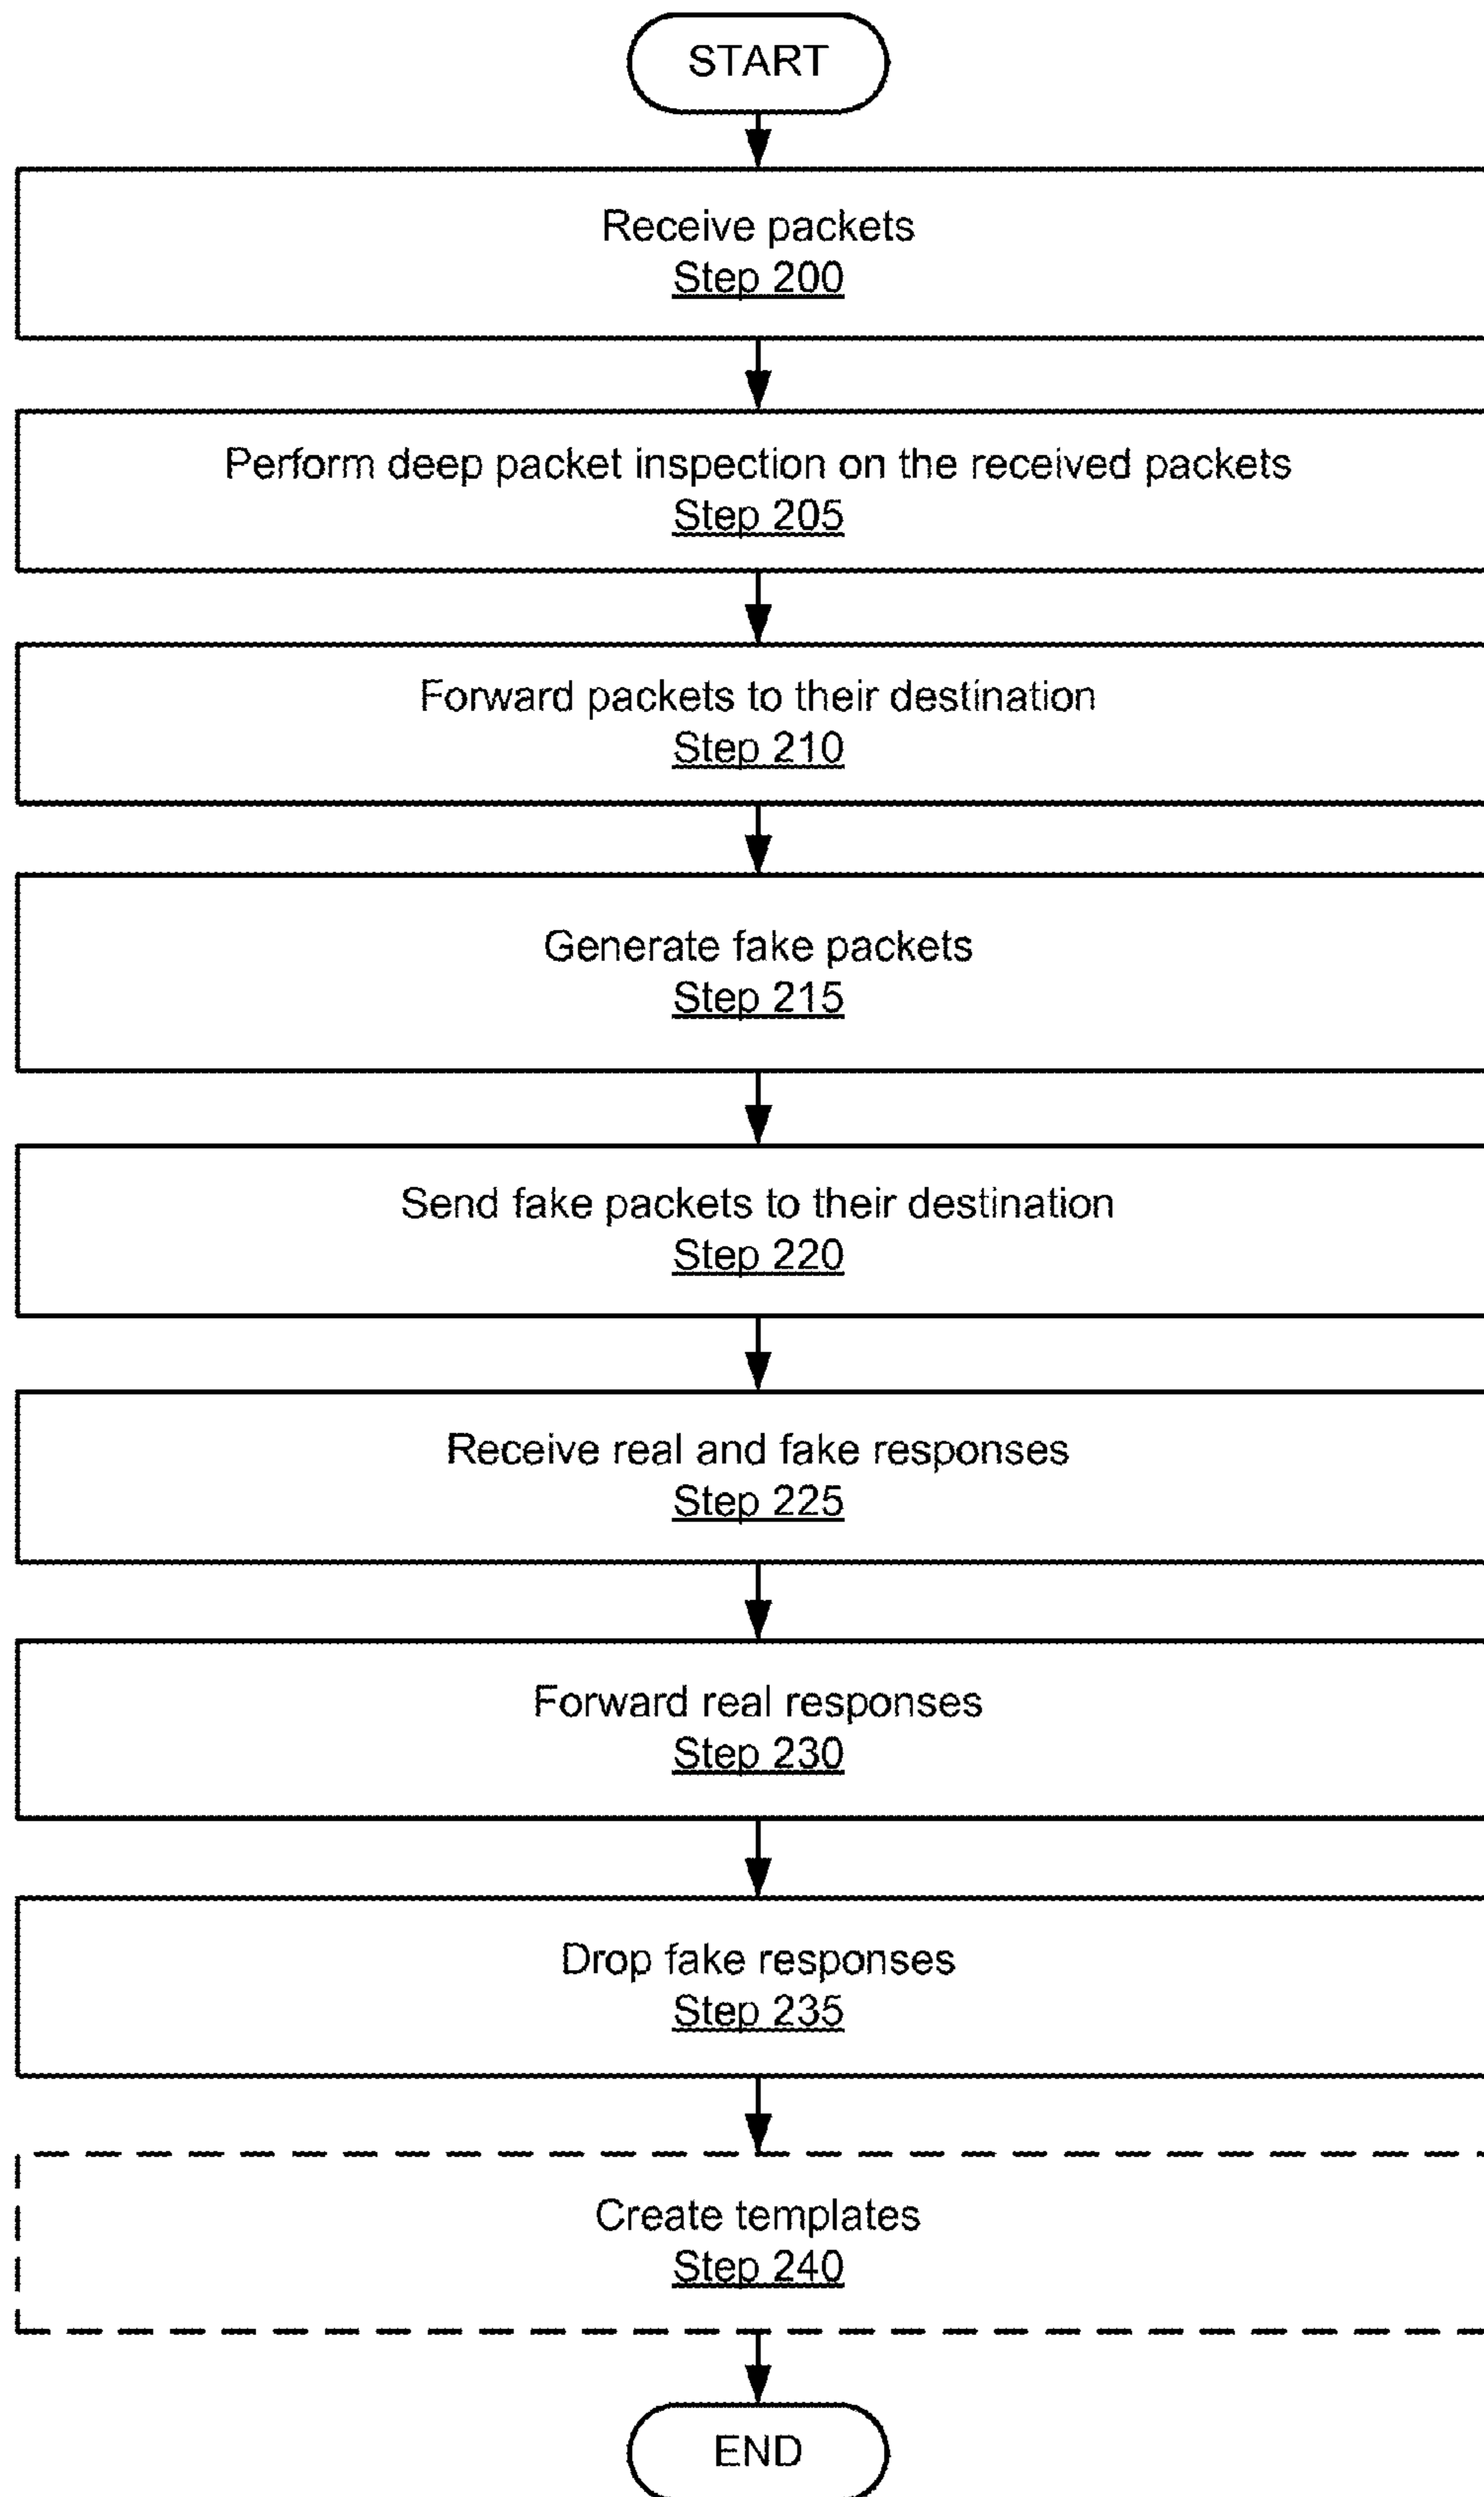 START
Receive packets
Step 200
Perform deep packet inspection on the received packets
Step 205
Forward packets to their destination
Step 210
Generate fake packets
Step 215
Send fake packets to their destination
Step 220
Receive real and fake responses
Step 225
Forward real responses
Step 230
Drop fake responses
Step 235
Create templates
Step 240
END